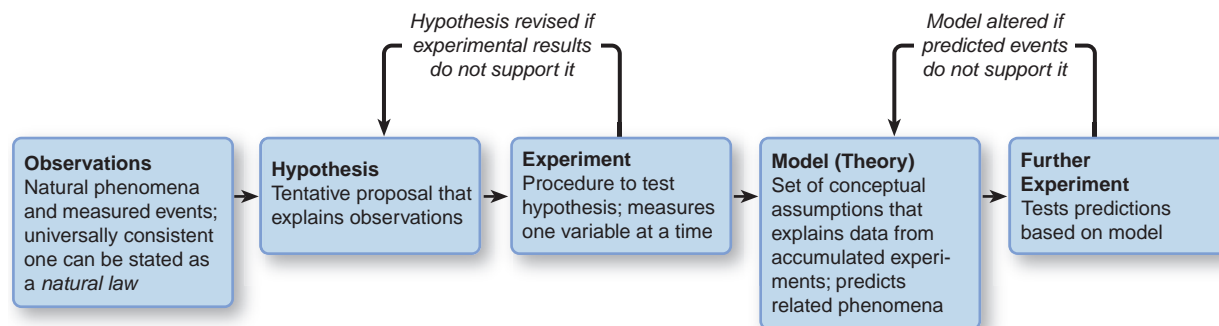 Hypothesis revised if
experimental results
do not support it
Model altered if
predicted events
do not support it
Observations
Natural phenomena
and measured events;
universally consistent
one can be stated as
a natural law
Hypothesis
Tentative proposal that
explains observations
Experiment
Procedure to test
hypothesis; measures
one variable at a time
Model (Theory)
Set of conceptual
assumptions that
explains data from
accumulated experi-
ments; predicts
related phenomena
Further
Experiment
Tests predictions
based on model